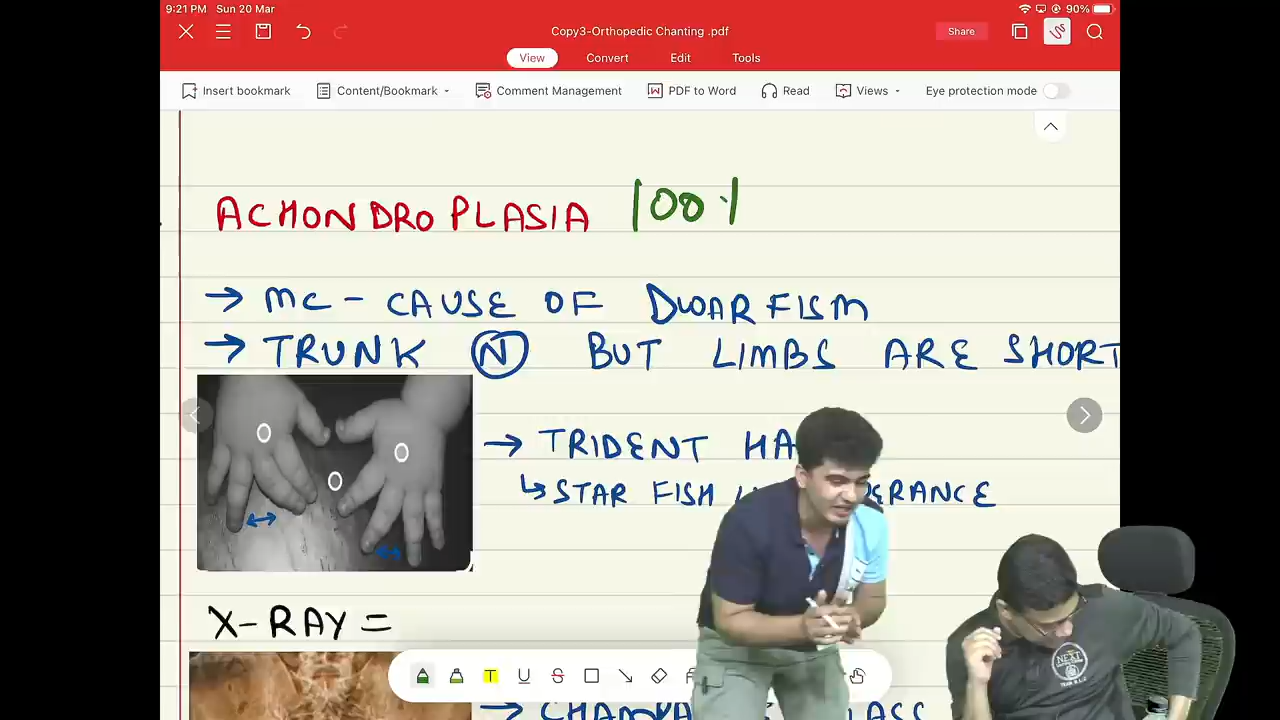 9:21 PM Sun 20 Mar
90%
Copy3-Orthopedic Chanting .pdf
Share
View Convert Edit Tools
Insert bookmark Content/Bookmark Comment Management PDF to Word Read Views Eye protection mode
ACHONDROPLASIA 100%
→ MC - CAUSE OF DWARFISM
→ TRUNK N BUT LIMBS ARE SHORT
→ TRIDENT
↳ STAR FISH
X-RAY =
T U S
NEXT